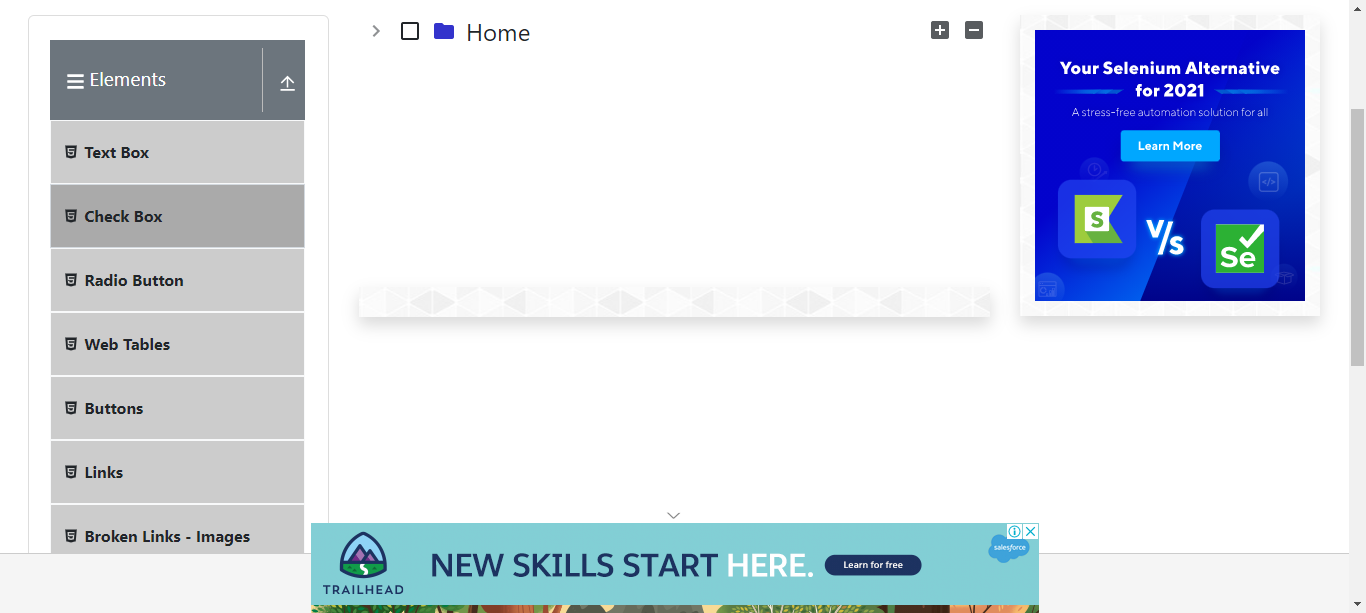 Elements
Text Box
Check Box
Radio Button
Web Tables
Buttons
Links
Broken Links - Images
Home
Your Selenium Alternative
for 2021
A stress-free automation solution for all
Learn More
S
V/s
Se
TRAILHEAD
NEW SKILLS START HERE.
Learn for free
salesforce